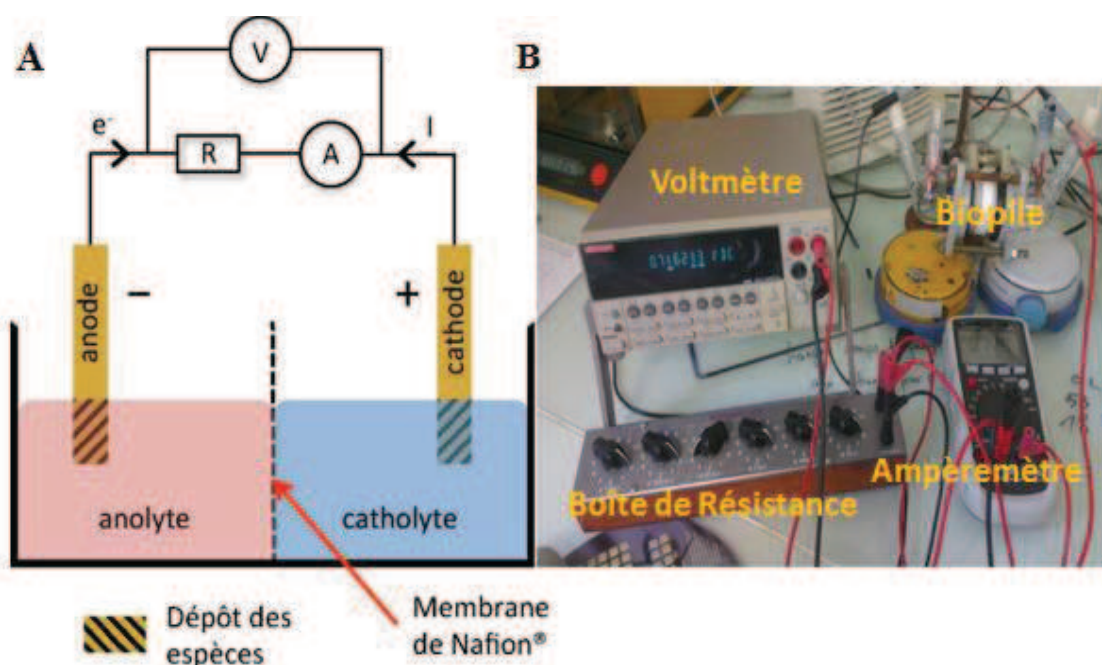 A
V
e-
R
A
I
anode
−
+
cathode
anolyte
catholyte
Dépôt des
espèces
Membrane
de Nafion®
B
Voltmètre
Biopile
Ampèremètre
Boîte de Résistance